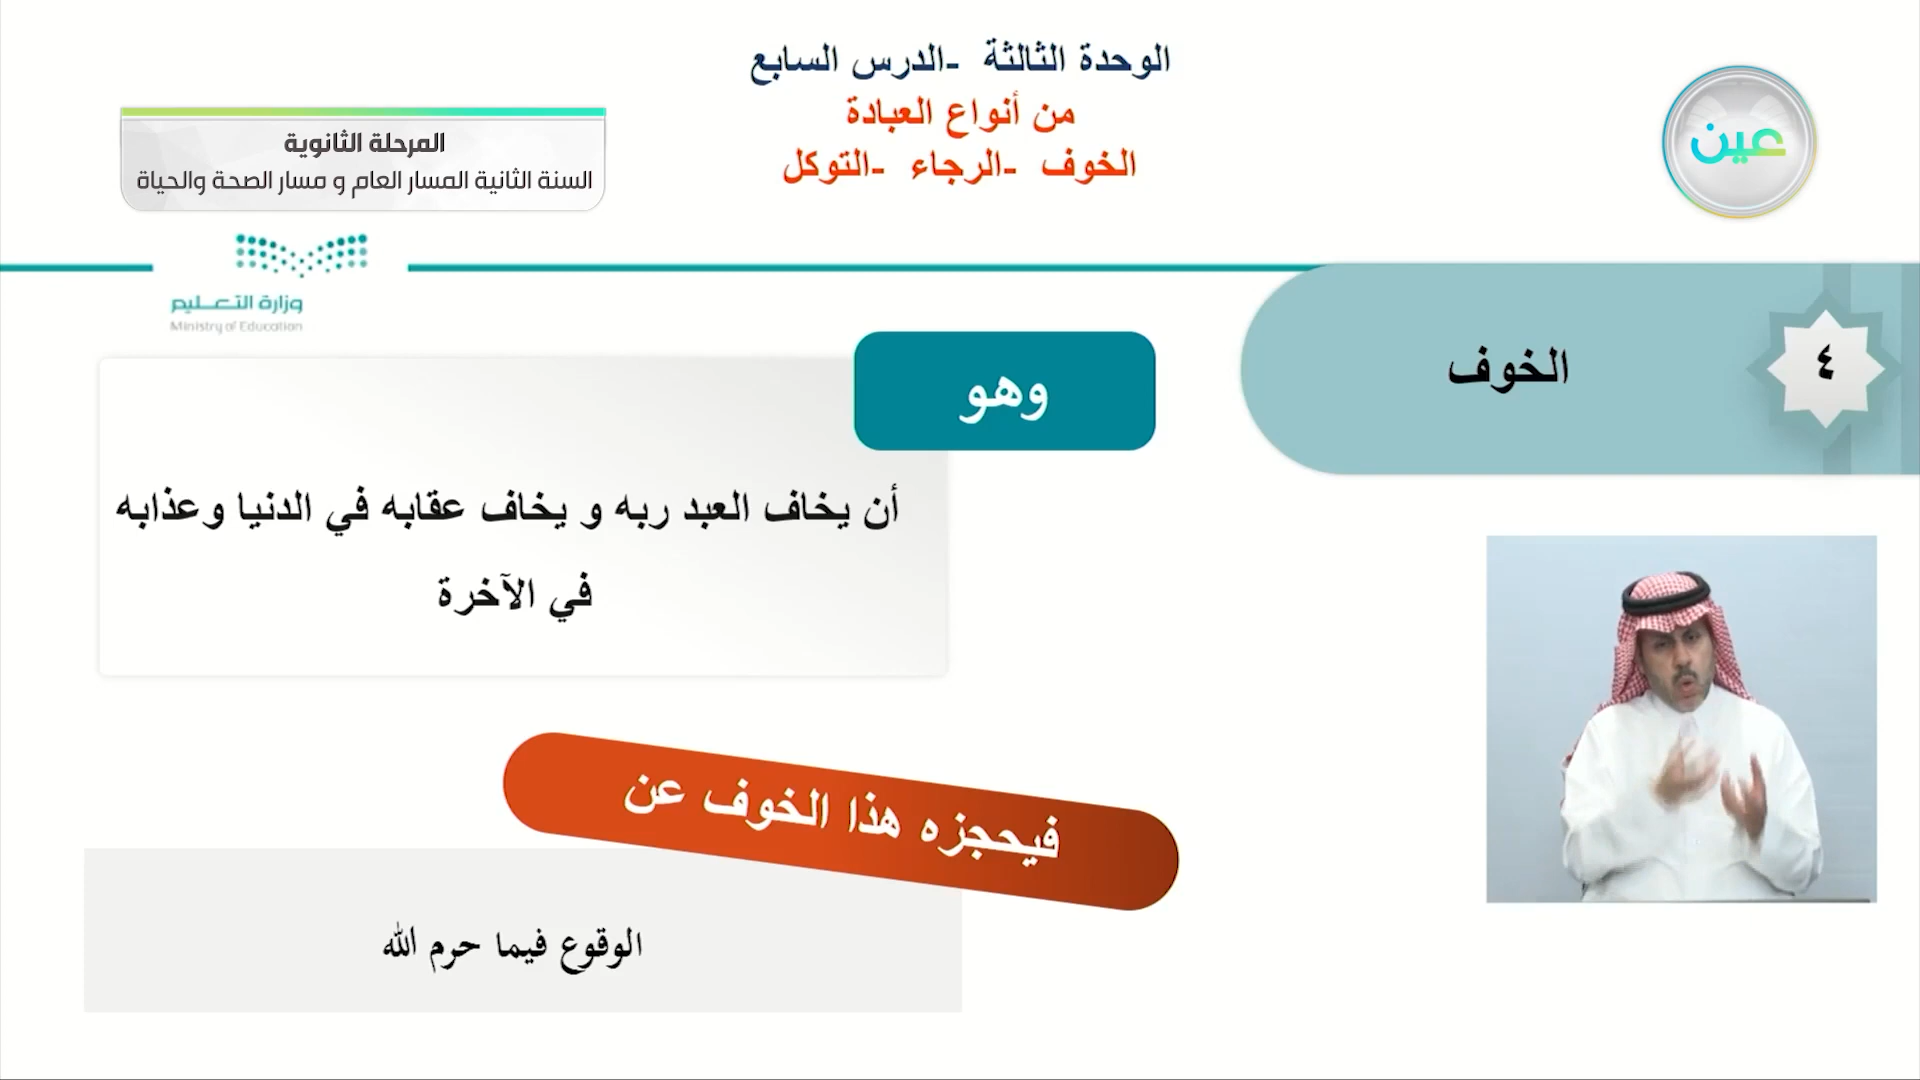 الوحدة الثالثة -الدرس السابع
من أنواع العبادة
الخوف -الرجاء -التوكل
عين
المرحلة الثانوية
السنة الثانية المسار العام و مسار الصحة والحياة
وزارة التعليم
Ministry of Education
٤
الخوف
وهو
أن يخاف العبد ربه و يخاف عقابه في الدنيا وعذابه
في الآخرة
فيحجزه هذا الخوف عن
الوقوع فيما حرم الله